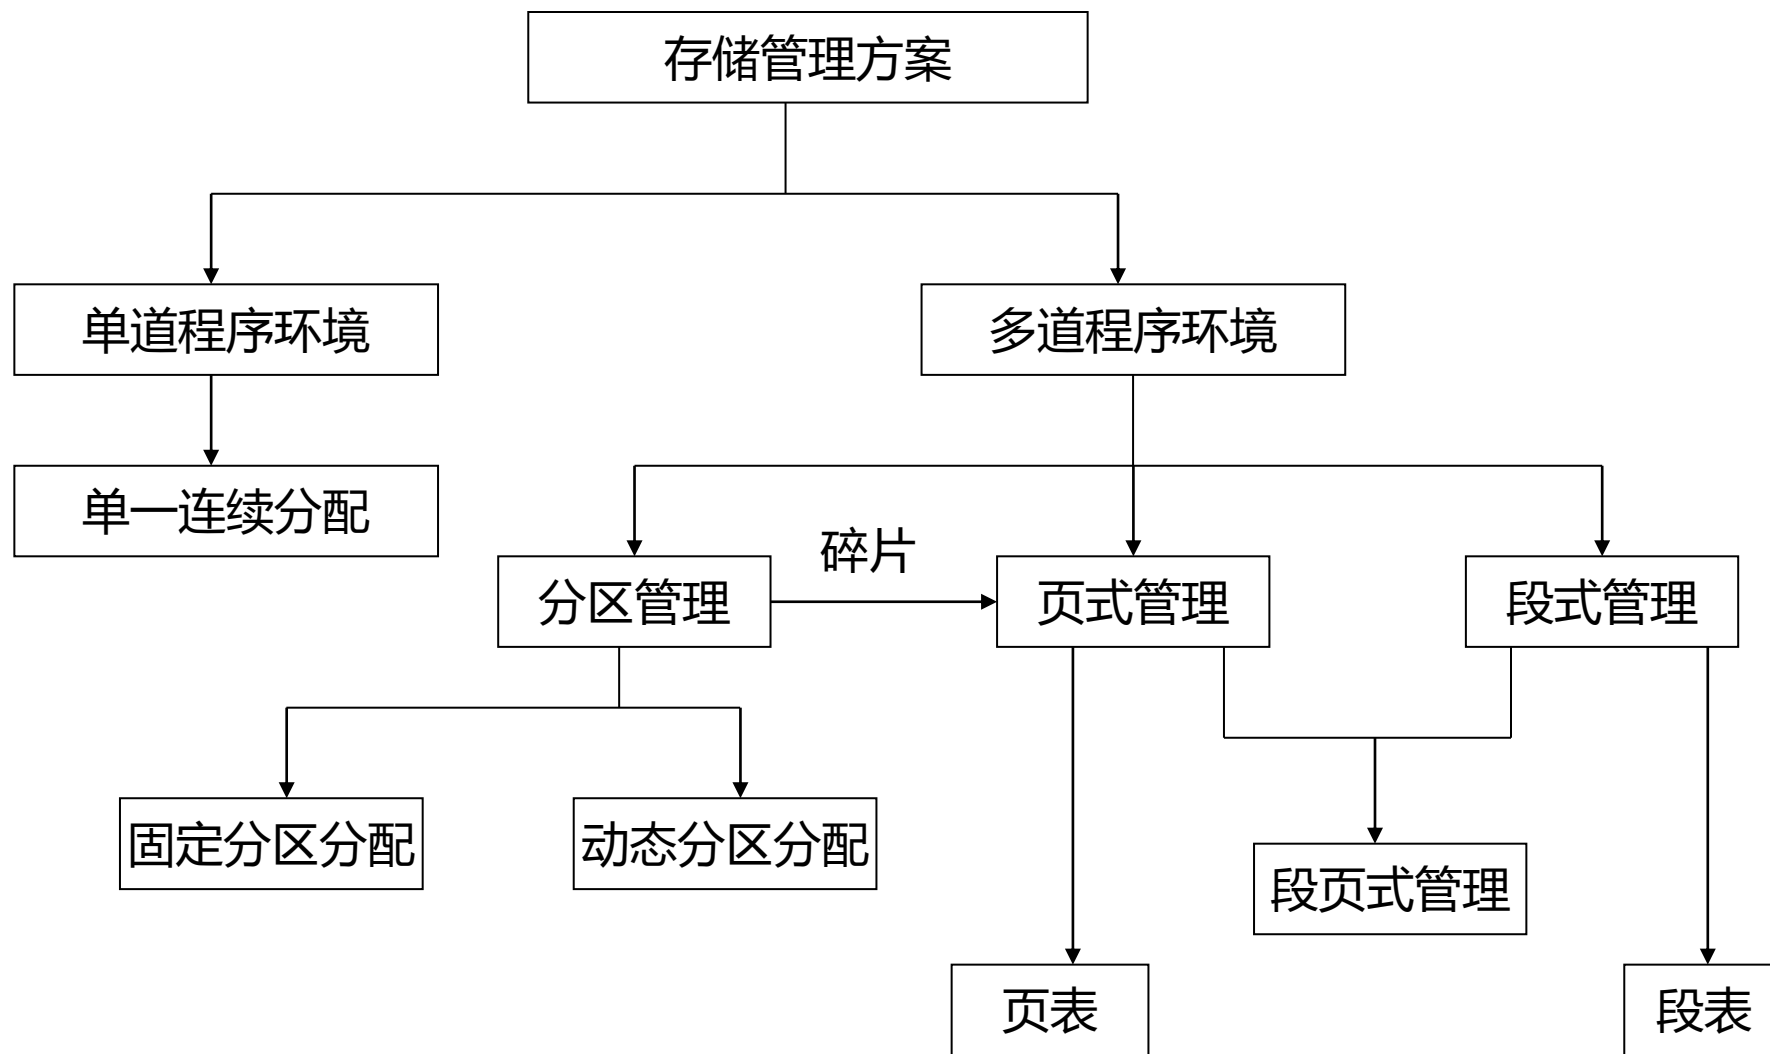 存储管理方案
单道程序环境
多道程序环境
单一连续分配
碎片
分区管理
页式管理
段式管理
固定分区分配
动态分区分配
段页式管理
页表
段表